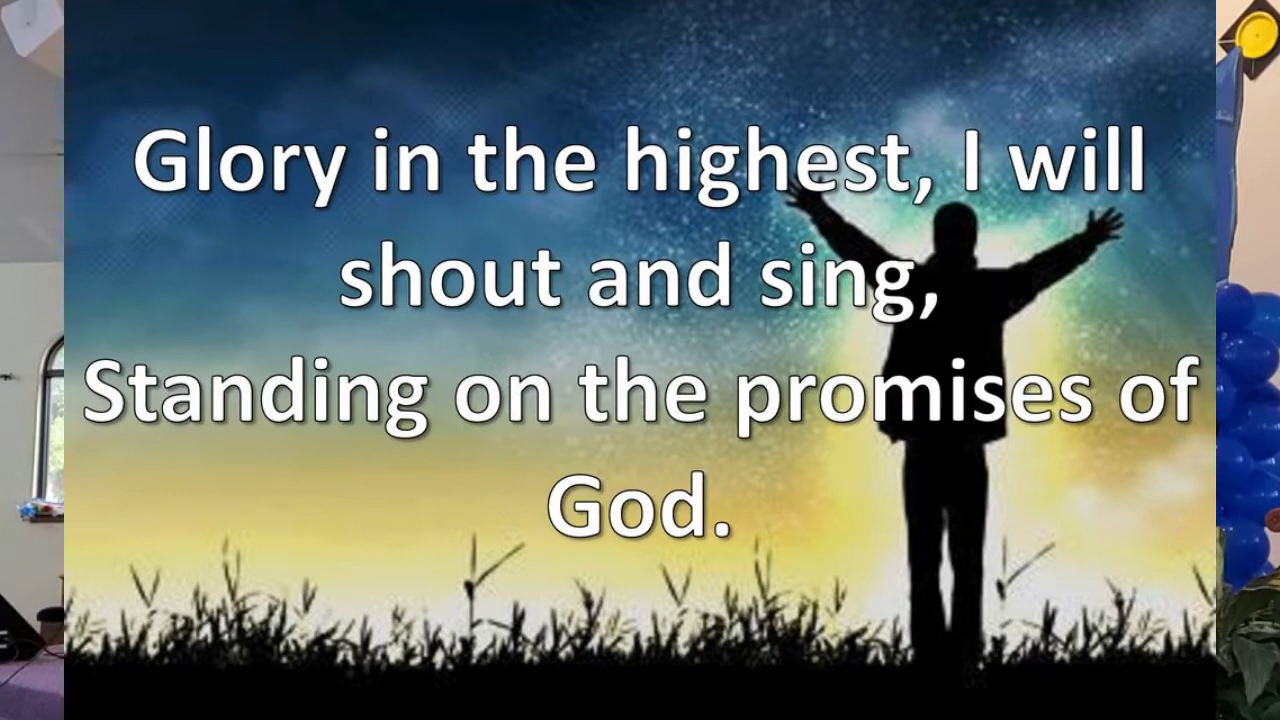 Glory in the highest, I will
shout and sing,
Standing on the promises of
God.